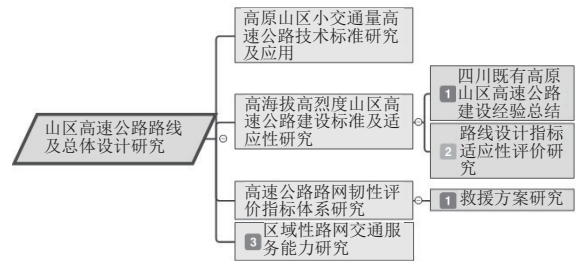 山区高速公路路线
及总体设计研究
高原山区小交通量高
速公路技术标准研究
及应用
高海拔高烈度山区高
速公路建设标准及适
应性研究
1
四川既有高原
山区高速公路
建设经验总结
2
路线设计指标
适应性评价研
究
高速公路路网韧性评
价指标体系研究
1 救援方案研究
3
区域性路网交通服
务能力研究